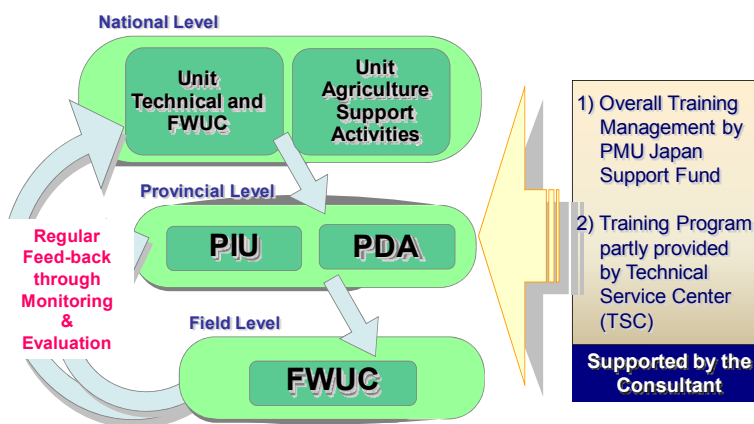 National Level
Unit
Technical and
FWUC
Unit
Agriculture
Support
Activities
Provincial Level
PIU
PDA
Regular
Feed-back
through
Monitoring
&
Evaluation
Field Level
FWUC
1) Overall Training
Management by
PMU Japan
Support Fund
2) Training Program
partly provided
by Technical
Service Center
(TSC)
Supported by the
Consultant